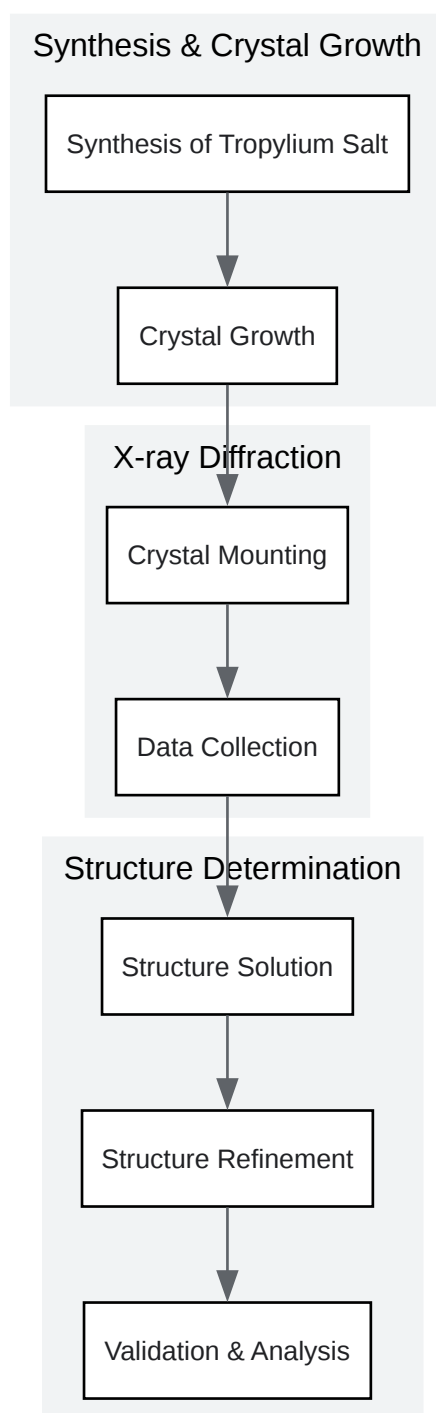 Synthesis & Crystal Growth
Synthesis of Tropylium Salt
Crystal Growth
X-ray Diffraction
Crystal Mounting
Data Collection
Structure Determination
Structure Solution
Structure Refinement
Validation & Analysis